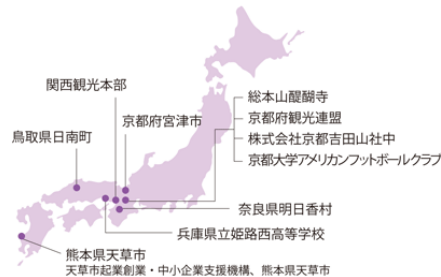 関西観光本部
総本山醍醐寺
京都府宮津市
京都府観光連盟
鳥取県日南町
株式会社京都吉田山社中
京都大学アメリカンフットボールクラブ
奈良県明日香村
兵庫県立姫路西高等学校
熊本県天草市
天草市起業創業・中小企業支援機構、熊本県天草市